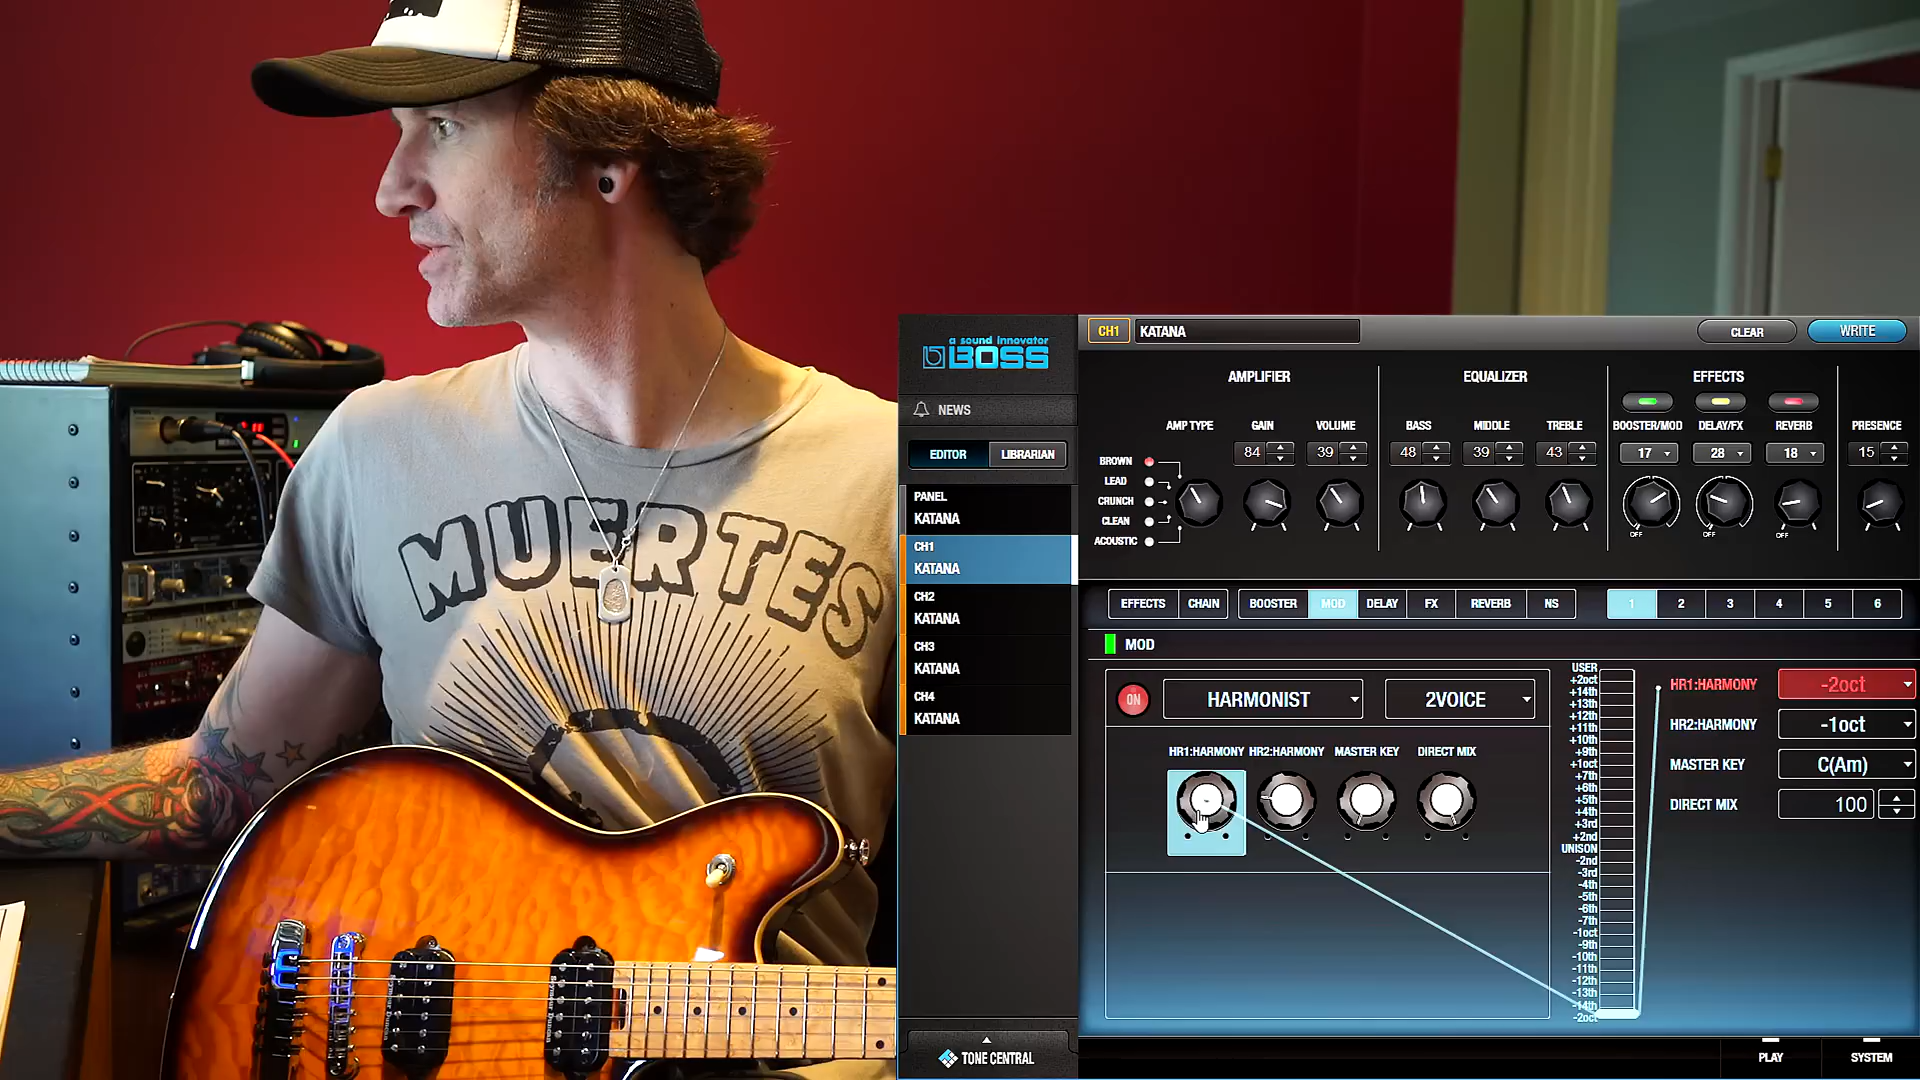 MUERTES
Seymour Duncan
Seymour Duncan
a sound innovator
BOSS
NEWS
EDITOR LIBRARIAN
PANEL
KATANA
CH1
KATANA
CH2
KATANA
CH3
KATANA
CH4
KATANA
TONE CENTRAL
CH1 KATANA CLEAR WRITE
AMPLIFIER EQUALIZER EFFECTS
AMP TYPE GAIN VOLUME BASS MIDDLE TREBLE BOOSTER/MOD DELAY/FX REVERB PRESENCE
84 39 48 39 43 17 28 18 15
BROWN
LEAD
CRUNCH
CLEAN
ACOUSTIC
OFF OFF OFF
EFFECTS CHAIN BOOSTER MOD DELAY FX REVERB NS 1 2 3 4 5 6
MOD
ON HARMONIST 2VOICE
HR1:HARMONY HR2:HARMONY MASTER KEY DIRECT MIX
USER
+2oct
+14th
+13th
+12th
+11th
+10th
+9th
+1oct
+7th
+6th
+5th
+4th
+3rd
+2nd
UNISON
-2nd
-3rd
-4th
-5th
-6th
-7th
-1oct
-9th
-10th
-11th
-12th
-13th
-14th
-2oct
HR1:HARMONY -2oct
HR2:HARMONY -1oct
MASTER KEY C(Am)
DIRECT MIX 100
PLAY SYSTEM